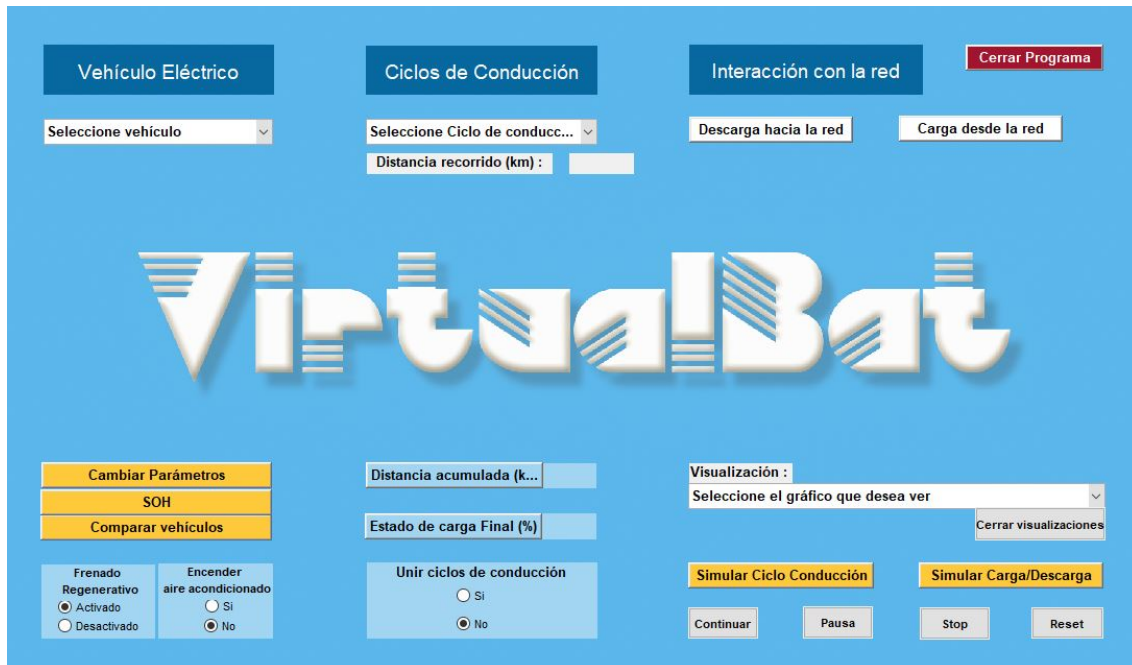 Vehículo Eléctrico
Ciclos de Conducción
Interacción con la red
Cerrar Programa
Seleccione vehículo
Seleccione Ciclo de conducc...
Descarga hacia la red
Carga desde la red
Distancia recorrido (km) :
VirtualBat
Cambiar Parámetros
SOH
Comparar vehículos
Distancia acumulada (k...
Estado de carga Final (%)
Visualización :
Seleccione el gráfico que desea ver
Cerrar visualizaciones
Frenado
Regenerativo
Activado
Desactivado
Encender
aire acondicionado
Si
No
Unir ciclos de conducción
Si
No
Simular Ciclo Conducción
Simular Carga/Descarga
Continuar
Pausa
Stop
Reset